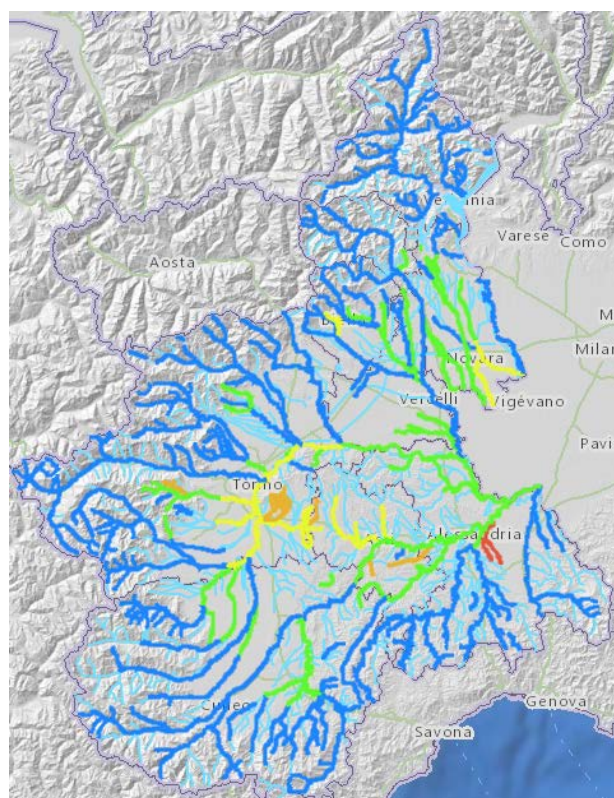 Varese
Como
Aosta
Novara
Milan
Vercelli
Vigévano
Pavi
Torino
Alessandria
Cuneo
Genova
Savona